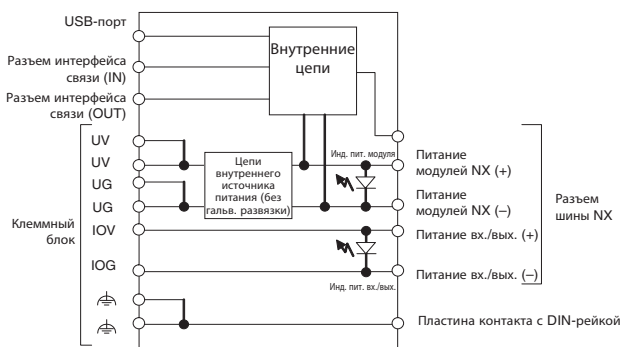 USB-порт
Разъем интерфейса
связи (IN)
Разъем интерфейса
связи (OUT)
Клеммный
блок
UV
UV
UG
UG
IOV
IOG
Внутренние
цепи
Цепи
внутреннего
источника
питания (без
гальв. развязки)
Инд. пит. модуля
Инд. пит. вх./вых.
Питание
модулей NX (+)
Питание
модулей NX (–)
Питание вх./вых. (+)
Питание вх./вых. (–)
Разъем
шины NX
Пластина контакта с DIN-рейкой